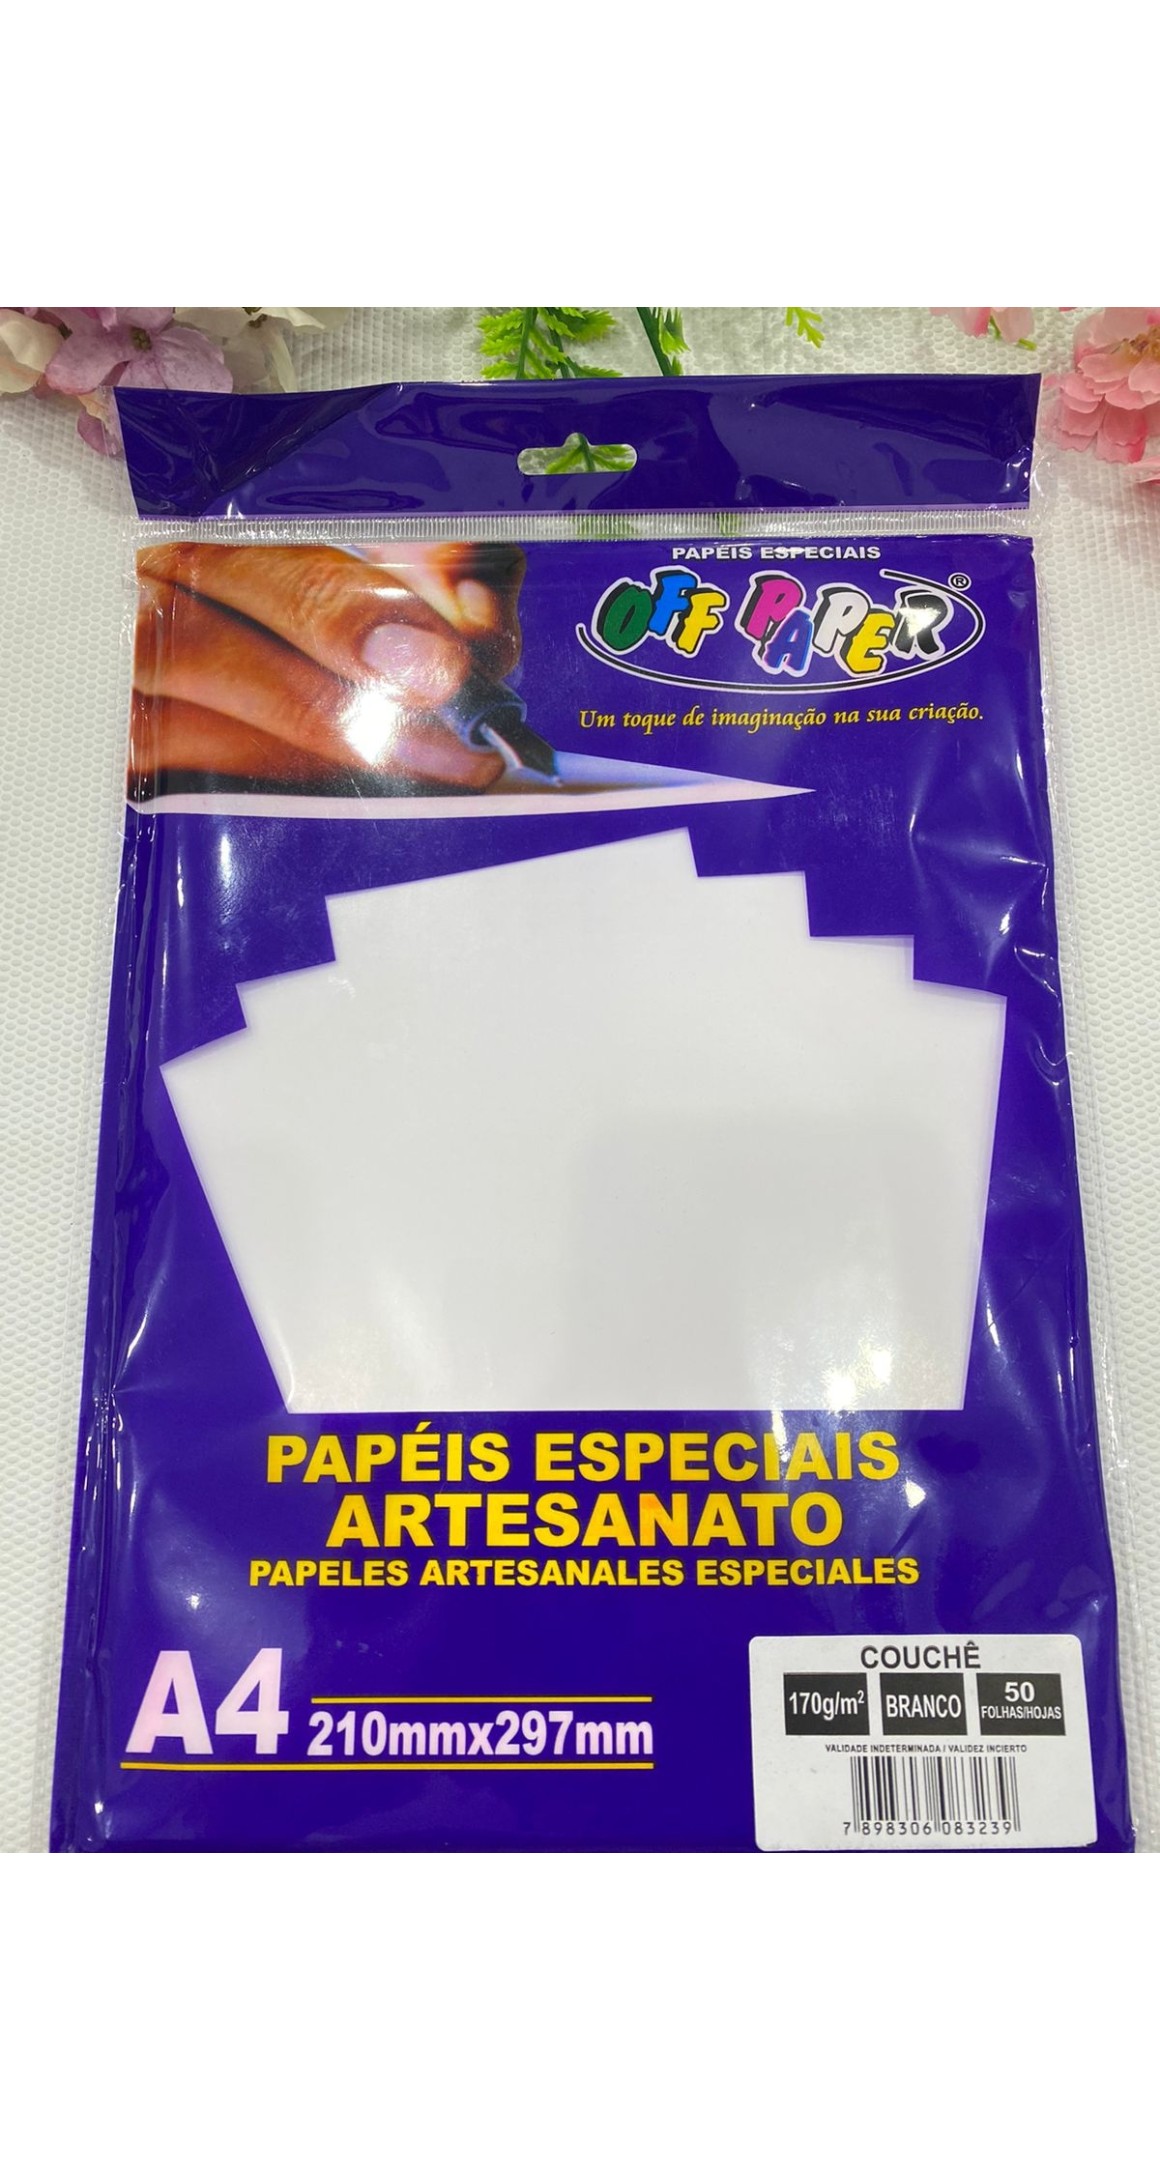 PAPÉIS ESPECIAIS
OFF PAPER®
Um toque de imaginação na sua criação.
PAPÉIS ESPECIAIS
ARTESANATO
PAPELES ARTESANALES ESPECIALES
A4 210mmx297mm
COUCHÊ
170g/m² BRANCO 50 FOLHAS/HOJAS
VALIDADE INDETERMINADA / VALIDEZ INCIERTO
7 898306 083239